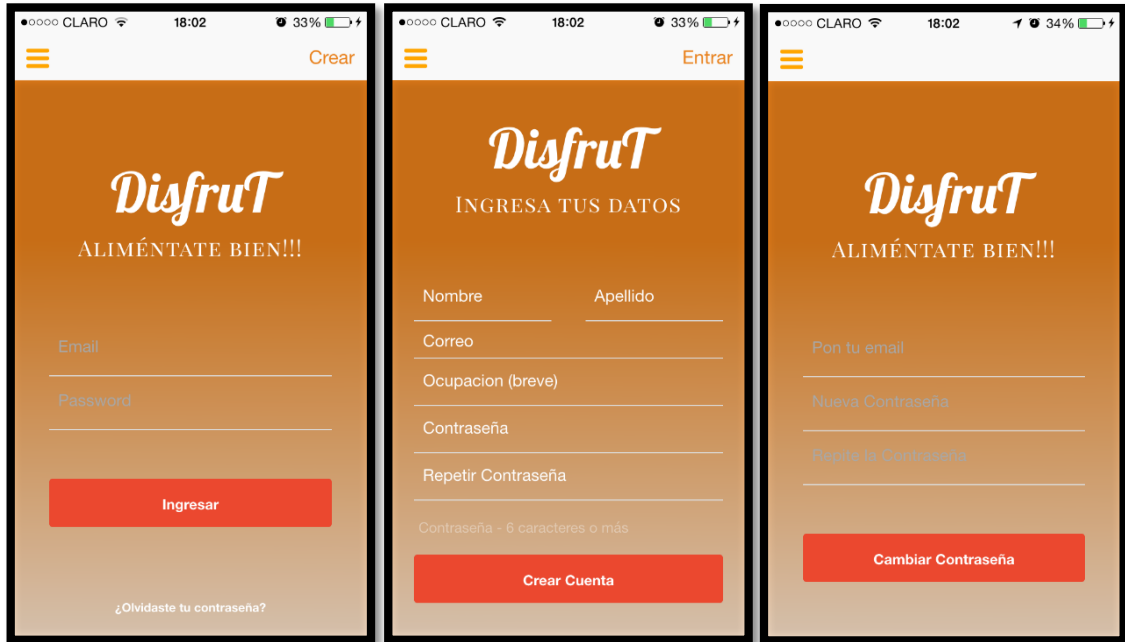 CLARO 18:02 33%
Crear
DisfruT
Aliméntate bien!!!
Email
Password
Ingresar
¿Olvidaste tu contraseña?
CLARO 18:02 33%
Entrar
DisfruT
Ingresa tus datos
Nombre Apellido
Correo
Ocupacion (breve)
Contraseña
Repetir Contraseña
Contraseña - 6 caracteres o más
Crear Cuenta
CLARO 18:02 34%
DisfruT
Aliméntate bien!!!
Pon tu email
Nueva Contraseña
Repite la Contraseña
Cambiar Contraseña